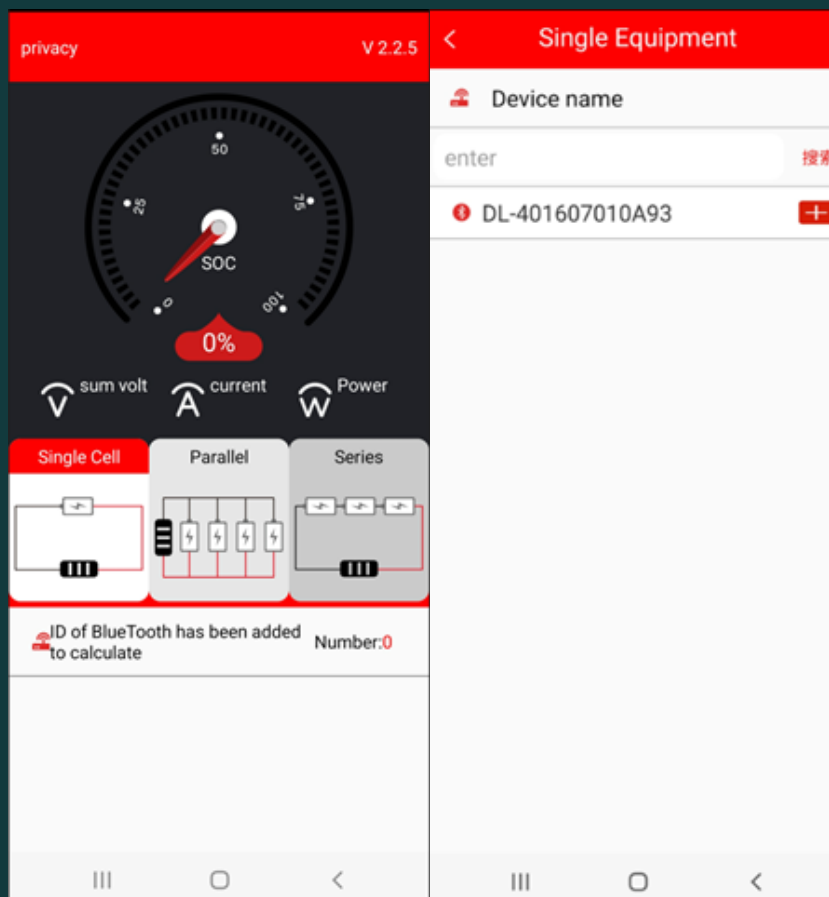 privacy
V 2.2.5
50
25
75
SOC
0
100
0%
V
sum volt
A
current
W
Power
Single Cell
Parallel
Series
ID of BlueTooth has been added
to calculate
Number:0
Single Equipment
Device name
enter
搜索
DL-401607010A93